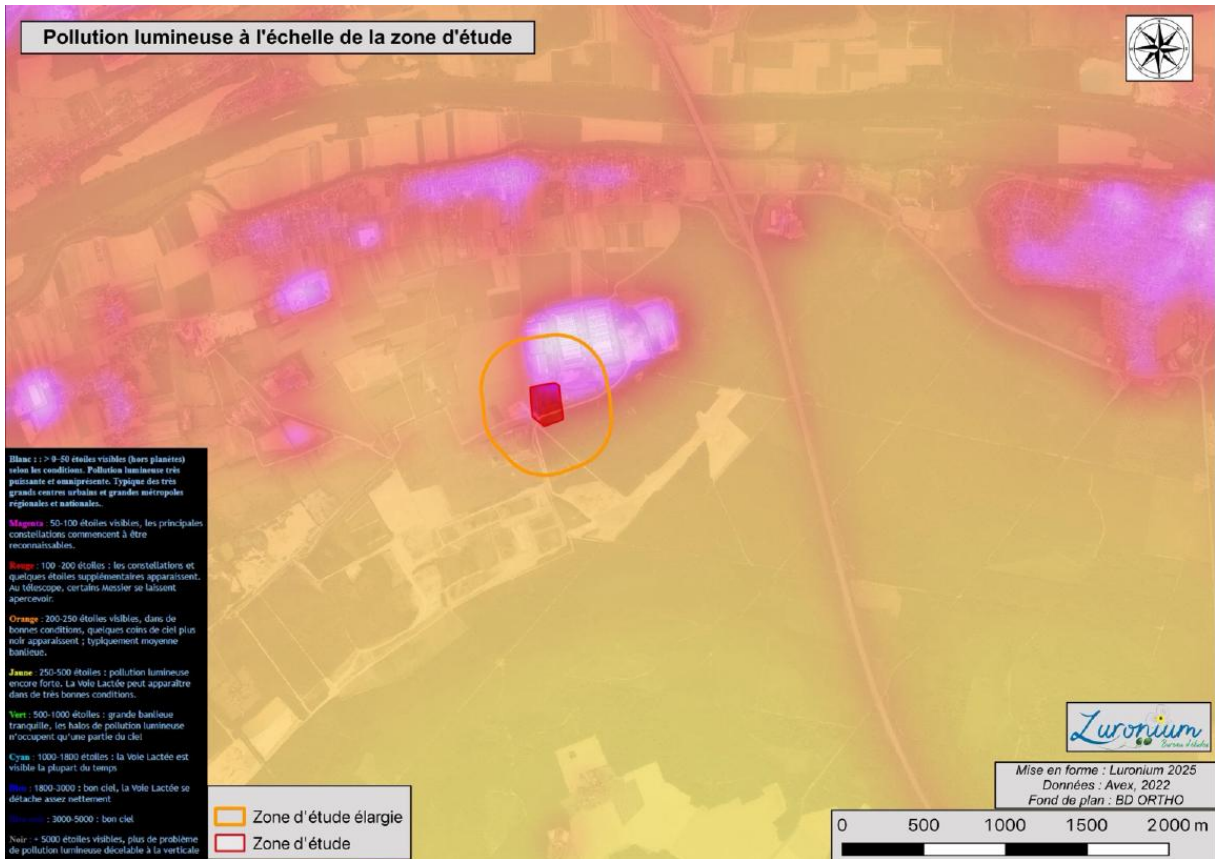 Pollution lumineuse à l'échelle de la zone d'étude
Blanc : : > 0-50 étoiles visibles (hors planètes)
selon les conditions. Pollution lumineuse très
puissante et omniprésente. Typique des très
grands centres urbains et grandes métropoles
régionales et nationales..
Magenta : 50-100 étoiles visibles, les principales
constellations commencent à être
reconnaissables.
Rouge : 100 -200 étoiles : les constellations et
quelques étoiles supplémentaires apparaissent.
Au télescope, certains Messier se laissent
apercevoir.
Orange : 200-250 étoiles visibles, dans de
bonnes conditions, quelques coins de ciel plus
noir apparaissent ; typiquement moyenne
banlieue.
Jaune : 250-500 étoiles : pollution lumineuse
encore forte. La Voie Lactée peut apparaître
dans de très bonnes conditions.
Vert : 500-1000 étoiles : grande banlieue
tranquille, les halos de pollution lumineuse
n'occupent qu'une partie du ciel
Cyan : 1000-1800 étoiles : la Voie Lactée est
visible la plupart du temps
Bleu : 1800-3000 : bon ciel, la Voie Lactée se
détache assez nettement
: 3000-5000 : bon ciel
Noir : + 5000 étoiles visibles, plus de problème
de pollution lumineuse décelable à la verticale
Zone d'étude élargie
Zone d'étude
Luronium
Bureau d'études
Mise en forme : Luronium 2025
Données : Avex, 2022
Fond de plan : BD ORTHO
0 500 1000 1500 2000 m